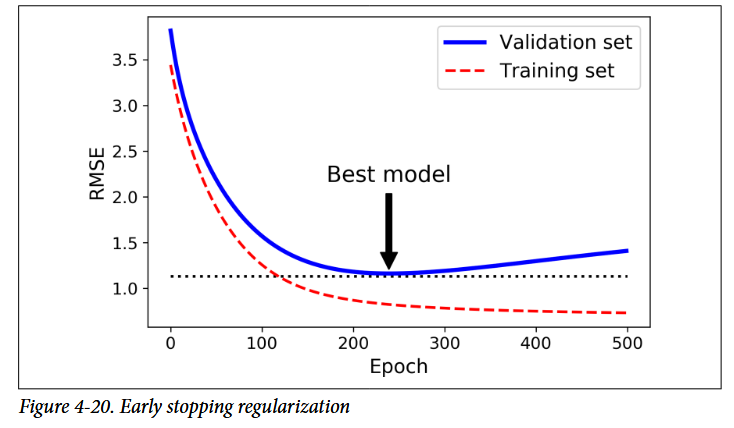 Validation set
Training set
3.5
3.0
2.5
2.0
1.5
1.0
RMSE
Best model
0 100 200 300 400 500
Epoch
Figure 4-20. Early stopping regularization